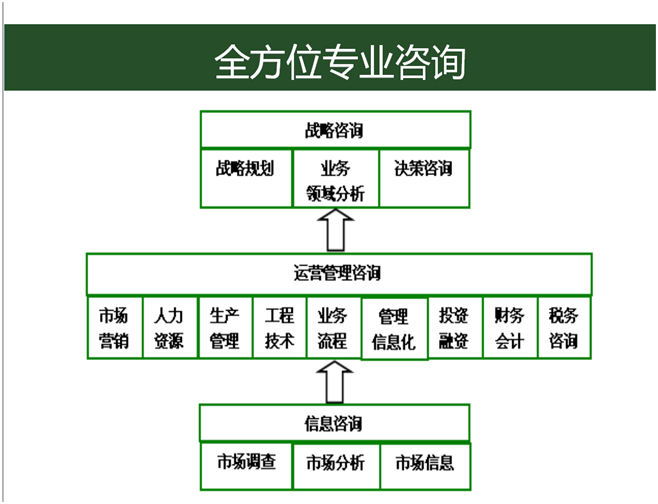 全方位专业咨询
战略咨询
战略规划
业务
领域分析
决策咨询
运营管理咨询
市场
营销
人力
资源
生产
管理
工程
技术
业务
流程
管理
信息化
投资
融资
财务
会计
税务
咨询
信息咨询
市场调查
市场分析
市场信息